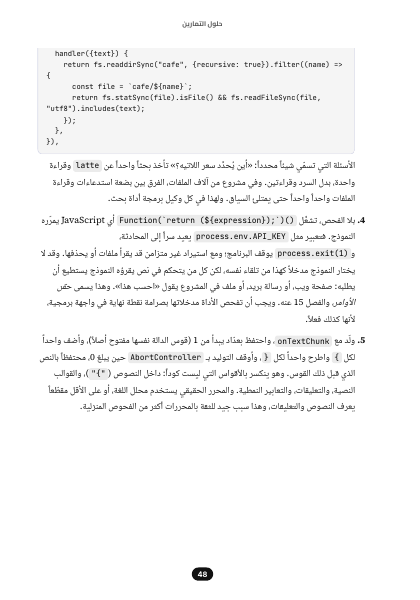 حلول التمارين
handler({text}) {
return fs.readdirSync("cafe", {recursive: true}).filter((name) =>
{
const file = `cafe/${name}`;
return fs.statSync(file).isFile() && fs.readFileSync(file,
"utf8").includes(text);
});
},
}),
الأسئلة التي تسمّي شيئاً محدداً: «أين يُحدَّد سعر اللاتيه؟» تأخذ بحثاً واحداً عن latte وقراءة
واحدة، بدل السرد وقراءتين. وفي مشروع من آلاف الملفات، الفرق بين بضعة استدعاءات وقراءة
الملفات واحداً واحداً حتى يمتلئ السياق. ولهذا في كل وكيل برمجة أداة بحث.
4. بلا الفحص، تشغّل Function(`return (${expression});`)() أي JavaScript يمرّره
النموذج. فتعبير مثل process.env.API_KEY يعيد سراً إلى المحادثة،
و process.exit(1) يوقف البرنامج؛ ومع استيراد غير متزامن قد يقرأ ملفات أو يحذفها. وقد لا
يختار النموذج مدخلاً كهذا من تلقاء نفسه، لكن كل من يتحكم في نص يقرؤه النموذج يستطيع أن
يطلبه: صفحة ويب، أو رسالة بريد، أو ملف في المشروع يقول «احسب هذا». وهذا يسمى حقن
الأوامر، والفصل 15 عنه. ويجب أن تفحص الأداة مدخلاتها بصرامة نقطة نهاية في واجهة برمجية،
لأنها كذلك فعلاً.
5. ولّد مع onTextChunk، واحتفظ بعدّاد يبدأ من 1 (قوس الدالة نفسها مفتوح أصلاً)، وأضف واحداً
لكل { واطرح واحداً لكل }، وأوقف التوليد بـ AbortController حين يبلغ 0, محتفظاً بالنص
الذي قبل ذلك القوس. وهو ينكسر بالأقواس التي ليست كوداً: داخل النصوص ("{")، والقوالب
النصية، والتعليقات، والتعابير النمطية. والمحرر الحقيقي يستخدم محلل اللغة، أو على الأقل مقطّعاً
يعرف النصوص والتعليقات، وهذا سبب جيد للثقة بالمحررات أكثر من الفحوص المنزلية.
48